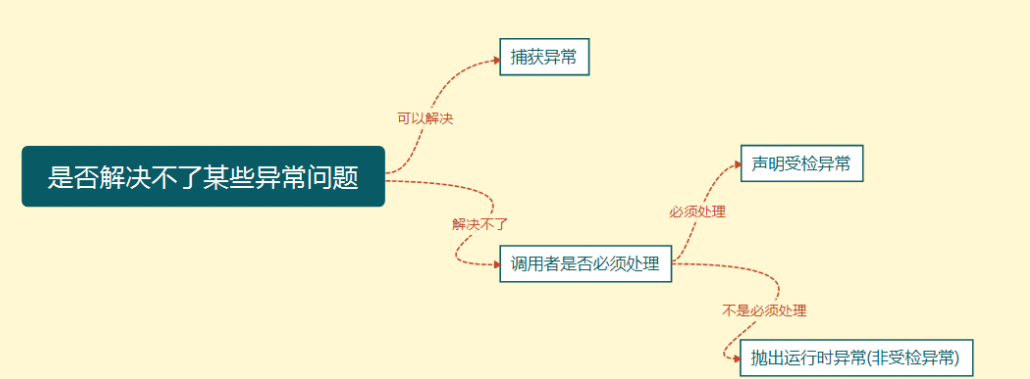 捕获异常
可以解决
是否解决不了某些异常问题
声明受检异常
必须处理
解决不了
调用者是否必须处理
不是必须处理
抛出运行时异常(非受检异常)